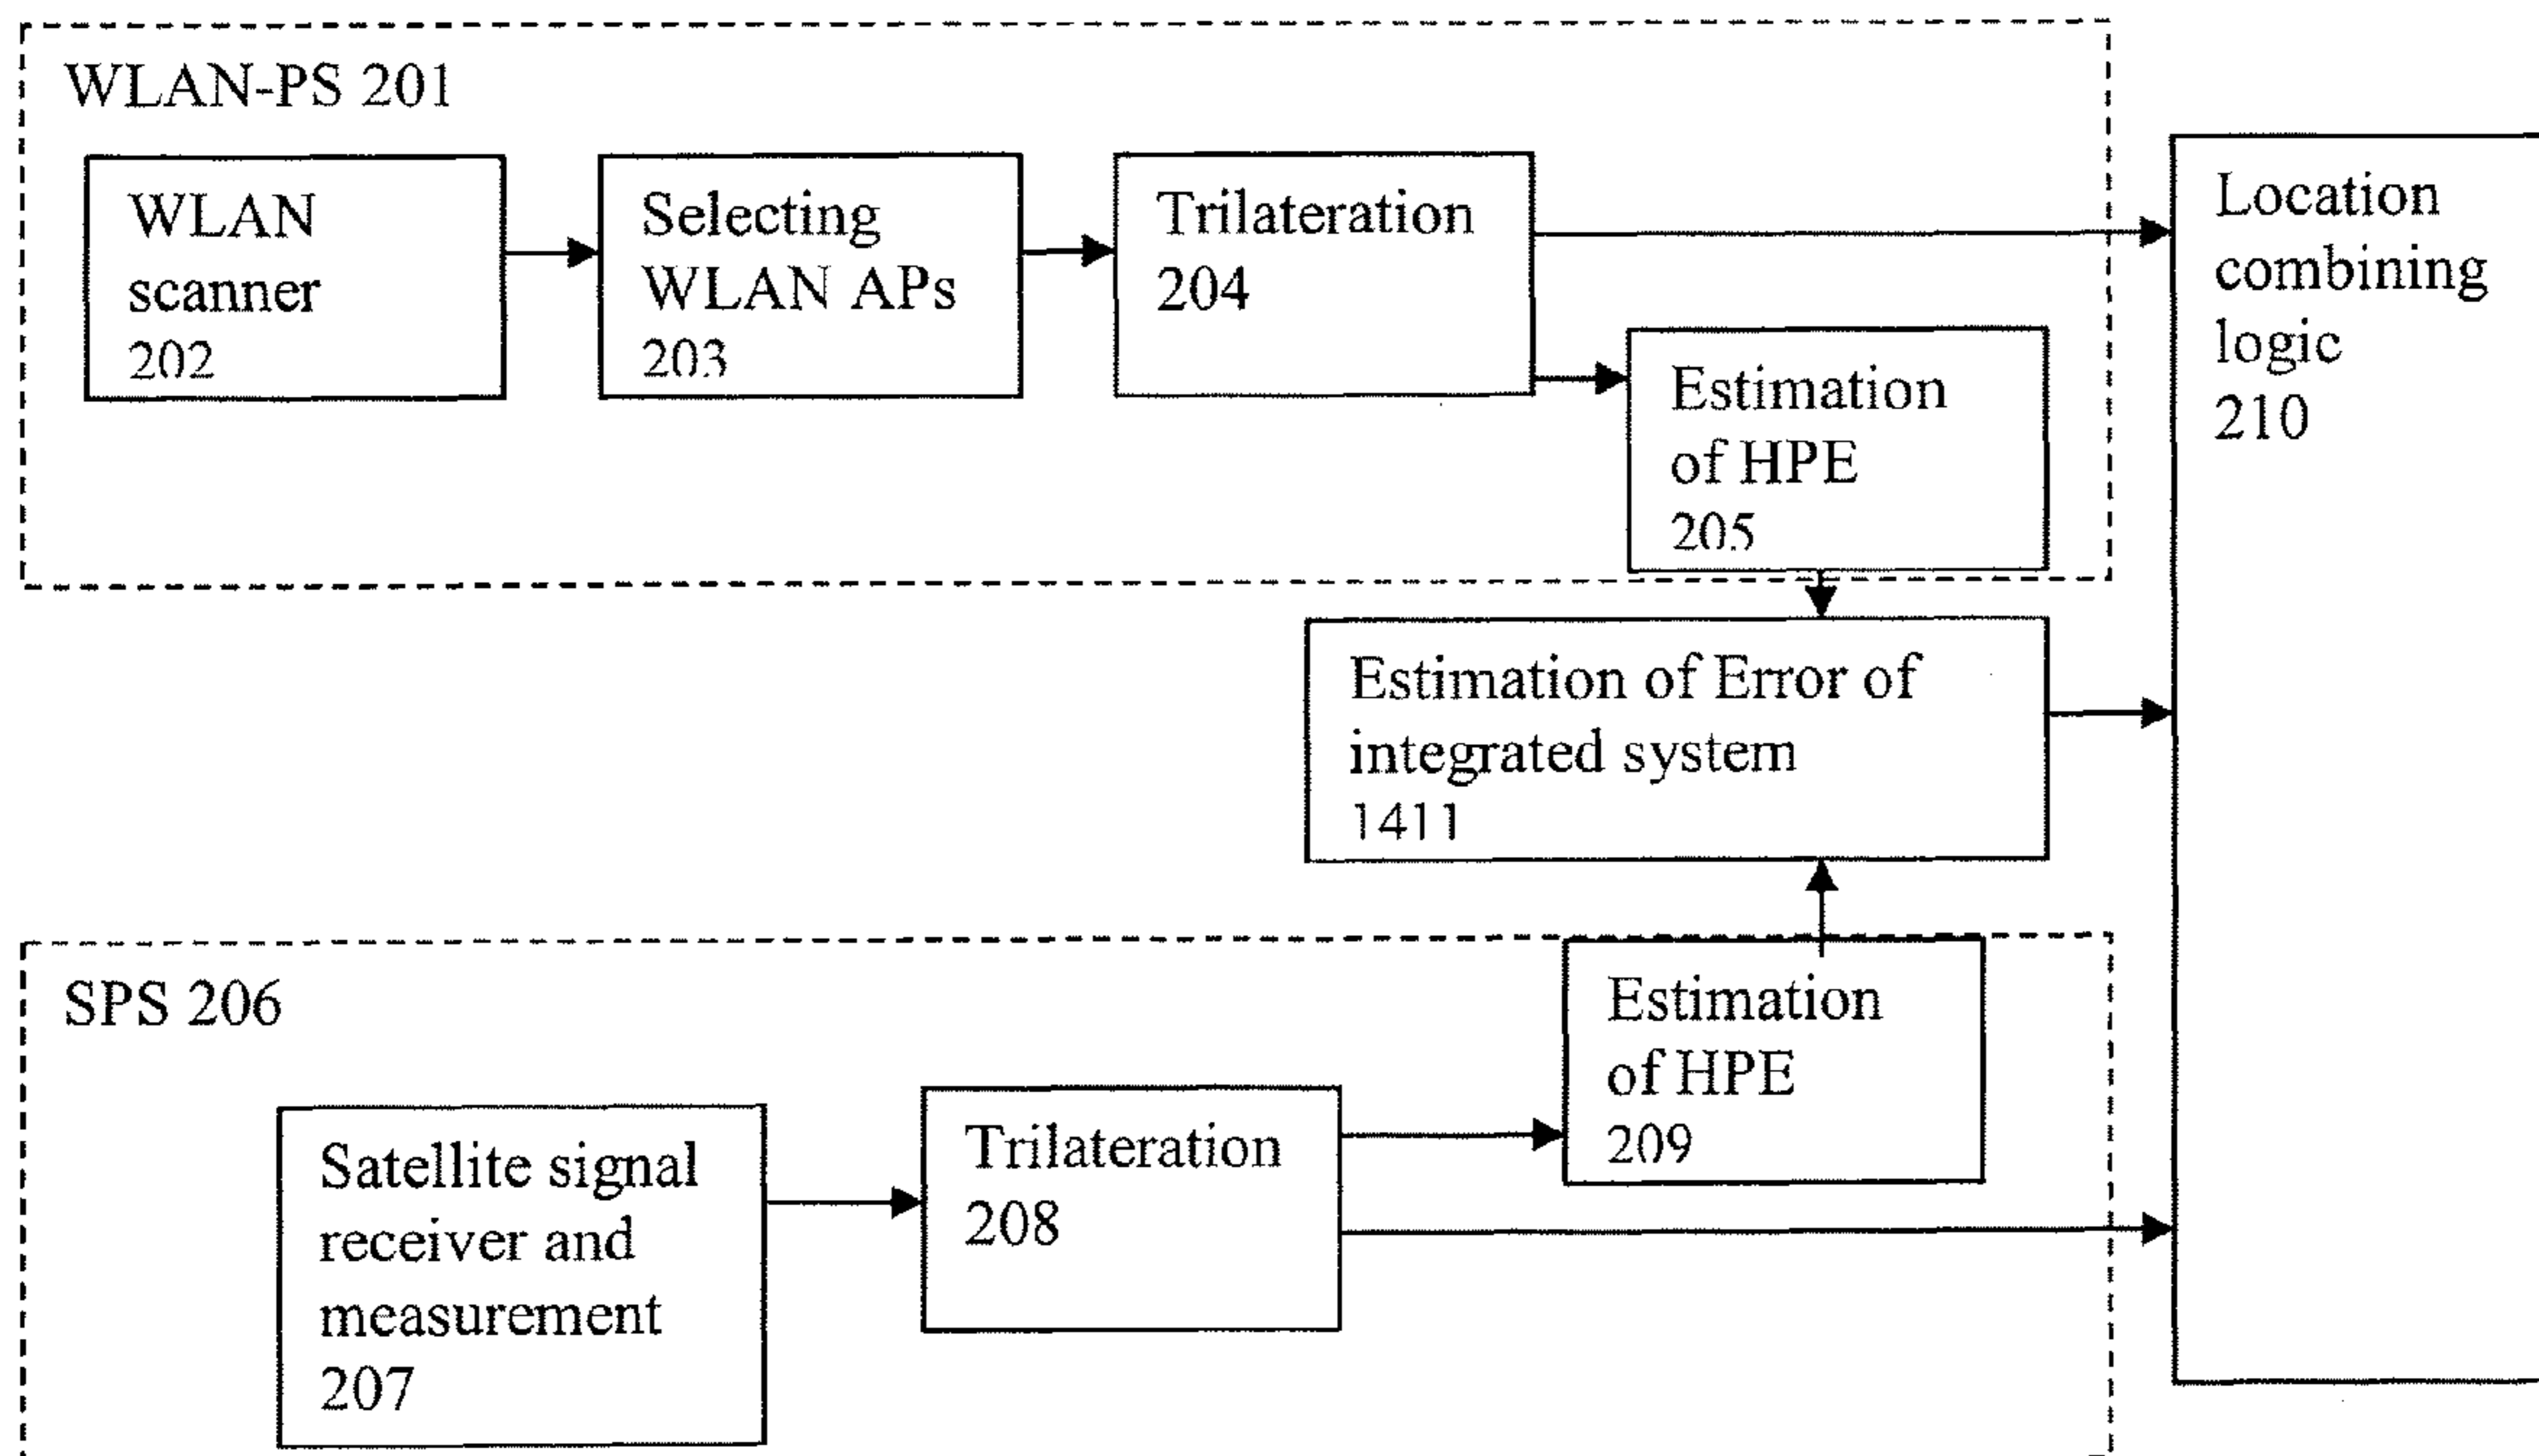 WLAN-PS 201
WLAN
scanner
202
Selecting
WLAN APs
203
Trilateration
204
Estimation
of HPE
205
Location
combining
logic
210
Estimation of Error of
integrated system
1411
SPS 206
Satellite signal
receiver and
measurement
207
Trilateration
208
Estimation
of HPE
209